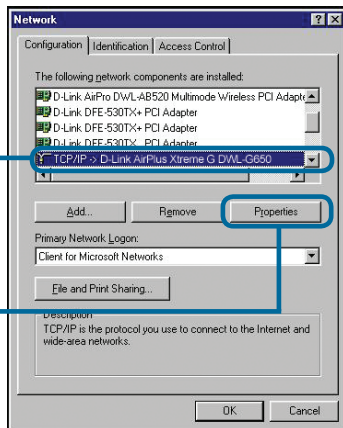 Network
Configuration Identification Access Control
The following network components are installed:
D-Link AirPro DWL-AB520 Multimode Wireless PCI Adapte
D-Link DFE-530TX+ PCI Adapter
D-Link DFE-530TX+ PCI Adapter
D-Link DFE-530TX+ PCI Adapter
TCP/IP -> D-Link AirPlus Xtreme G DWL-G650
Add... Remove Properties
Primary Network Logon:
Client for Microsoft Networks
File and Print Sharing...
Description
TCP/IP is the protocol you use to connect to the Internet and
wide-area networks.
OK Cancel